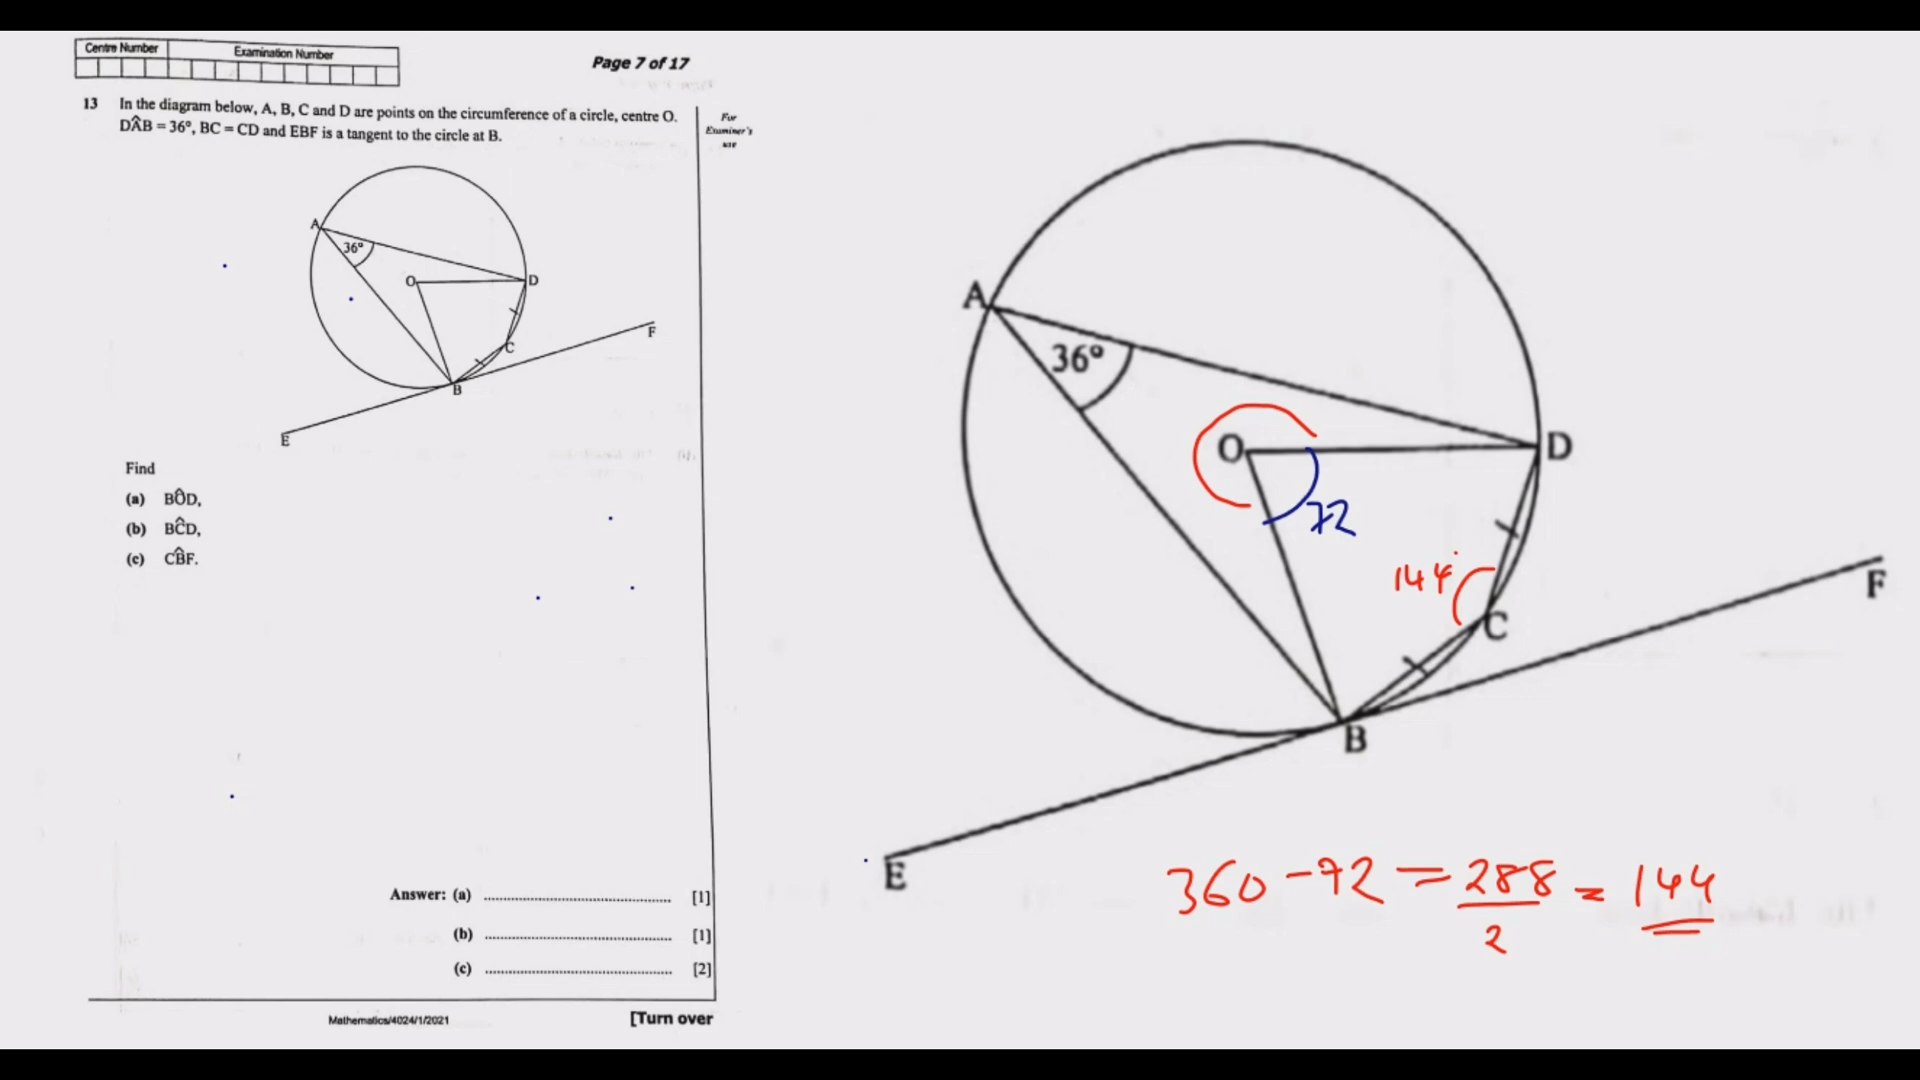 Centre Number
Examination Number
Page 7 of 17
13 In the diagram below, A, B, C and D are points on the circumference of a circle, centre O.
DÂB = 36°, BC = CD and EBF is a tangent to the circle at B.
For
Examiner's
use
A
36°
O
D
C
F
B
E
Find
(a) BÔD,
(b) BĈD,
(c) CB̂F.
Answer: (a) ........................................ [1]
(b) ........................................ [1]
(c) ........................................ [2]
Mathematics/4024/1/2021
[Turn over
A
36°
O
D
72
144°
C
F
B
E
360 - 72 = 288 = 144
2